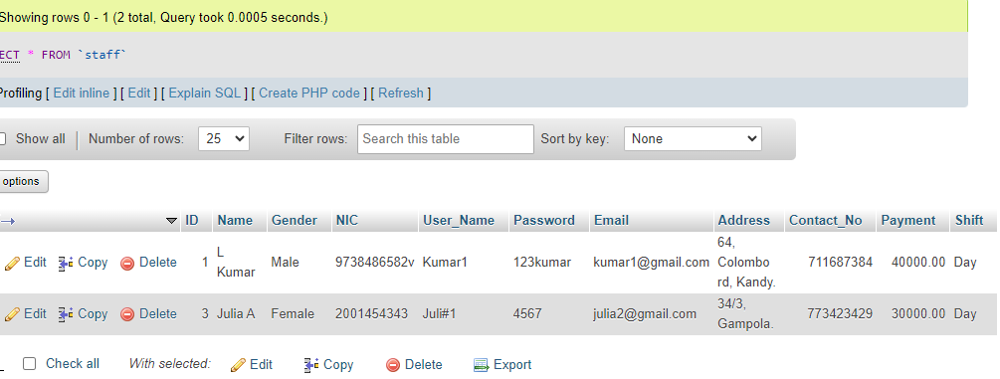 Showing rows 0 - 1 (2 total, Query took 0.0005 seconds.)
ECT * FROM `staff`
Profiling [ Edit inline ] [ Edit ] [ Explain SQL ] [ Create PHP code ] [ Refresh ]
Show all Number of rows: 25 Filter rows: Search this table Sort by key: None
options
ID Name Gender NIC User_Name Password Email Address Contact_No Payment Shift
Edit Copy Delete 1 L Kumar Male 9738486582v Kumar1 123kumar kumar1@gmail.com 64, Colombo rd, Kandy. 711687384 40000.00 Day
Edit Copy Delete 3 Julia A Female 2001454343 Juli#1 4567 julia2@gmail.com 34/3, Gampola. 773423429 30000.00 Day
Check all With selected: Edit Copy Delete Export